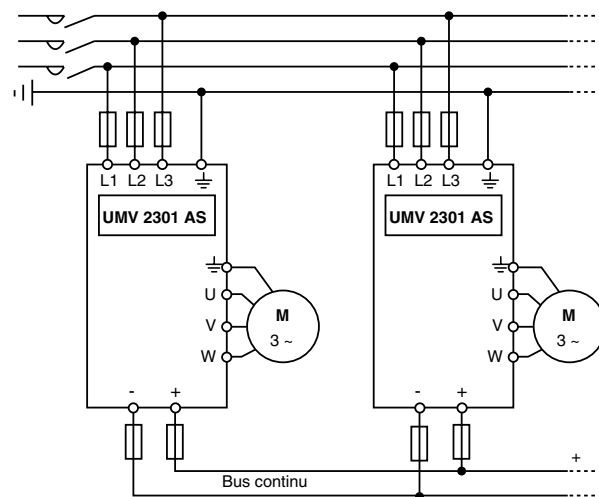 L1 L2 L3
L1 L2 L3
UMV 2301 AS
UMV 2301 AS
U
V
W
M
3 ~
U
V
W
M
3 ~
- +
- +
+
Bus continu